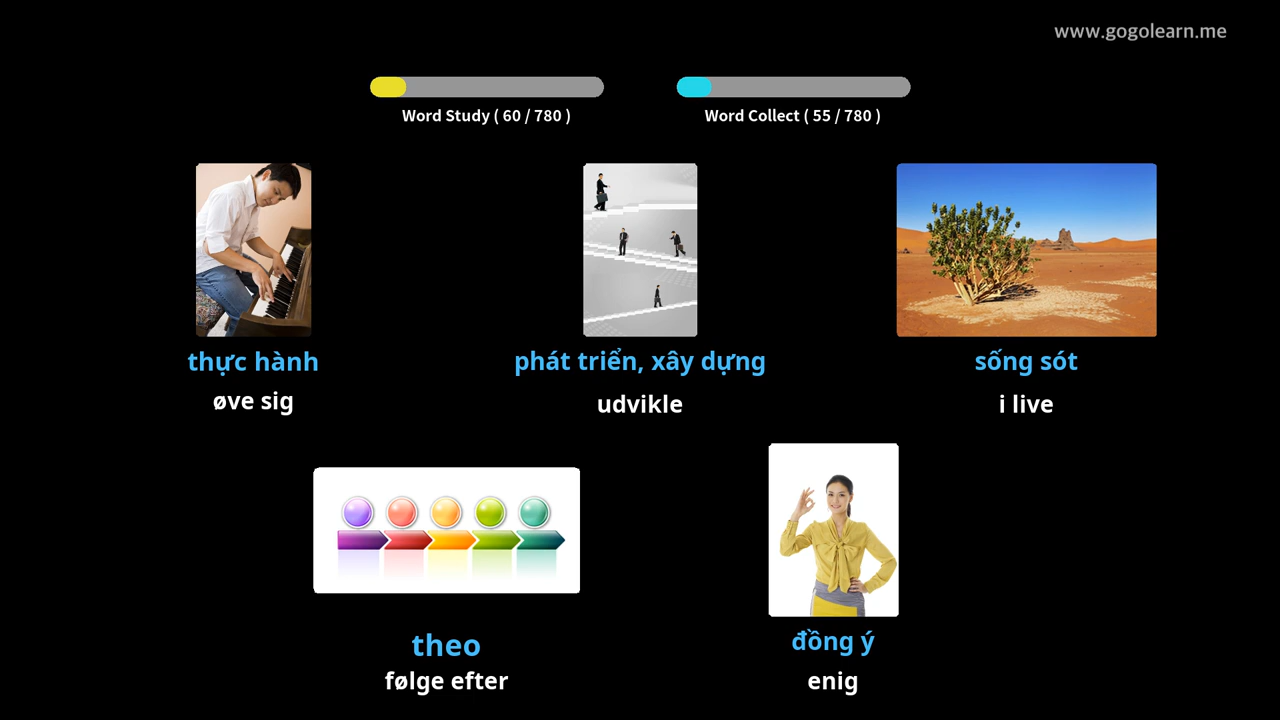 www.gogolearn.me
Word Study ( 60 / 780 )
Word Collect ( 55 / 780 )
thực hành
øve sig
phát triển, xây dựng
udvikle
sống sót
i live
theo
følge efter
đồng ý
enig